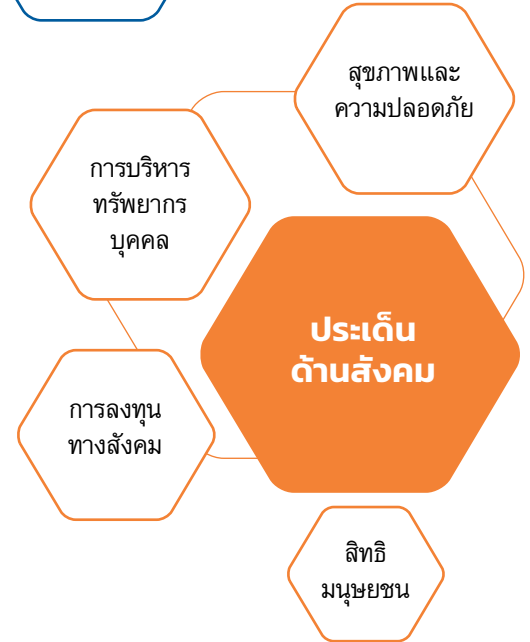 สุขภาพและ
ความปลอดภัย
การบริหาร
ทรัพยากร
บุคคล
ประเด็น
ด้านสังคม
การลงทุน
ทางสังคม
สิทธิ
มนุษยชน